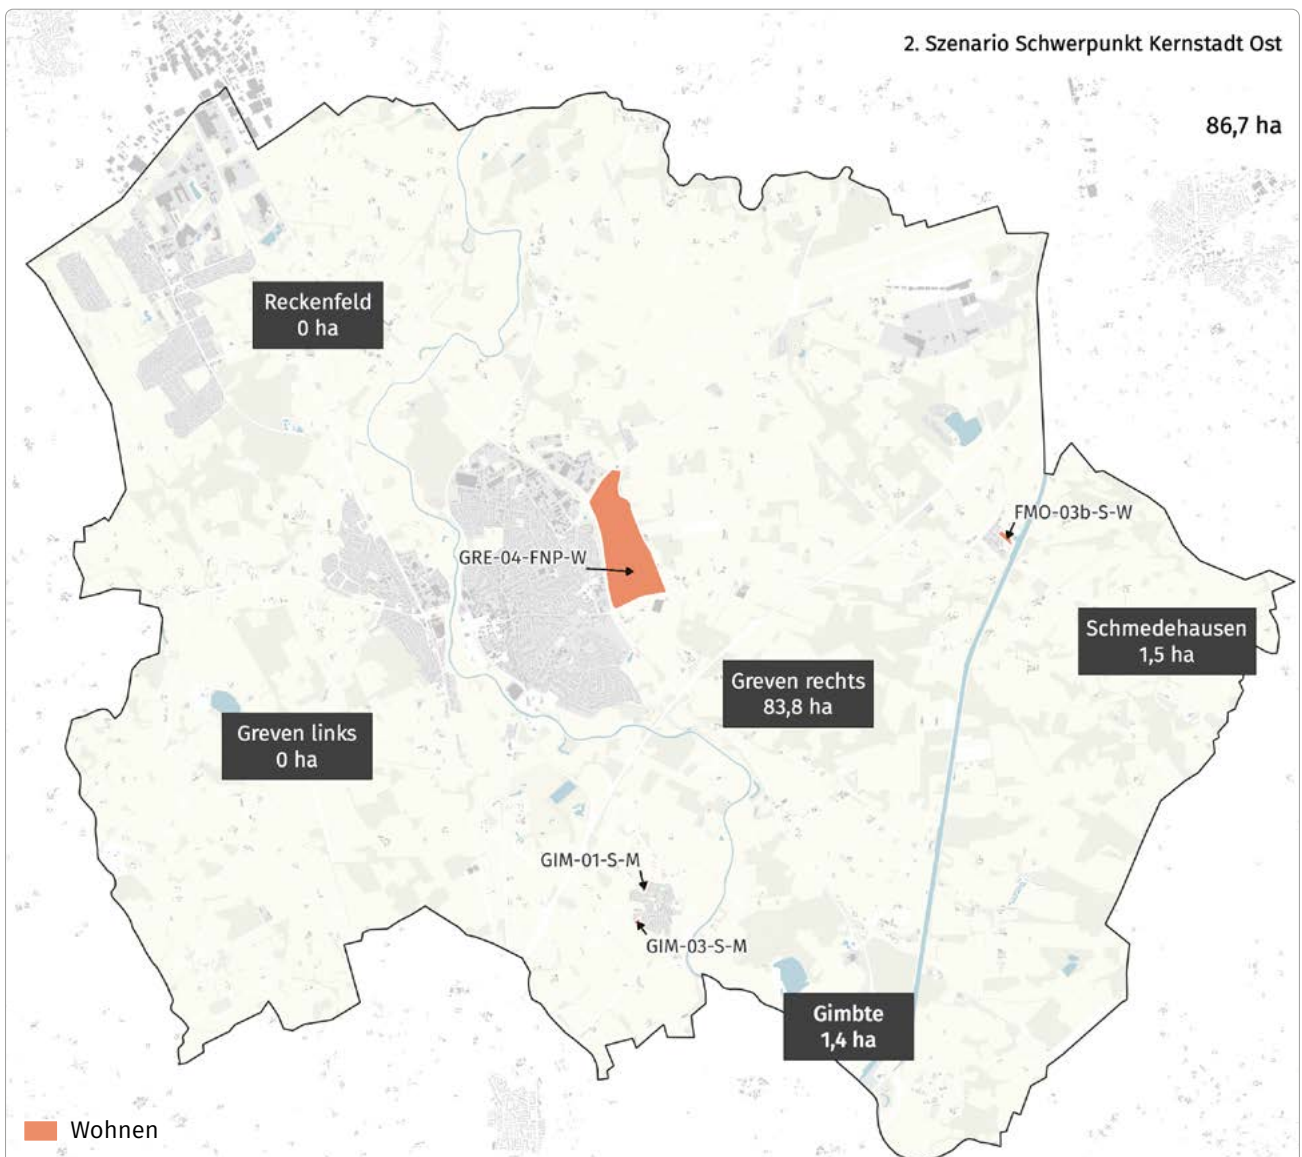 2. Szenario Schwerpunkt Kernstadt Ost
86,7 ha
Reckenfeld
0 ha
FMO-03b-S-W
GRE-04-FNP-W
Schmedehausen
1,5 ha
Greven rechts
83,8 ha
Greven links
0 ha
GIM-01-S-M
GIM-03-S-M
Gimbte
1,4 ha
Wohnen